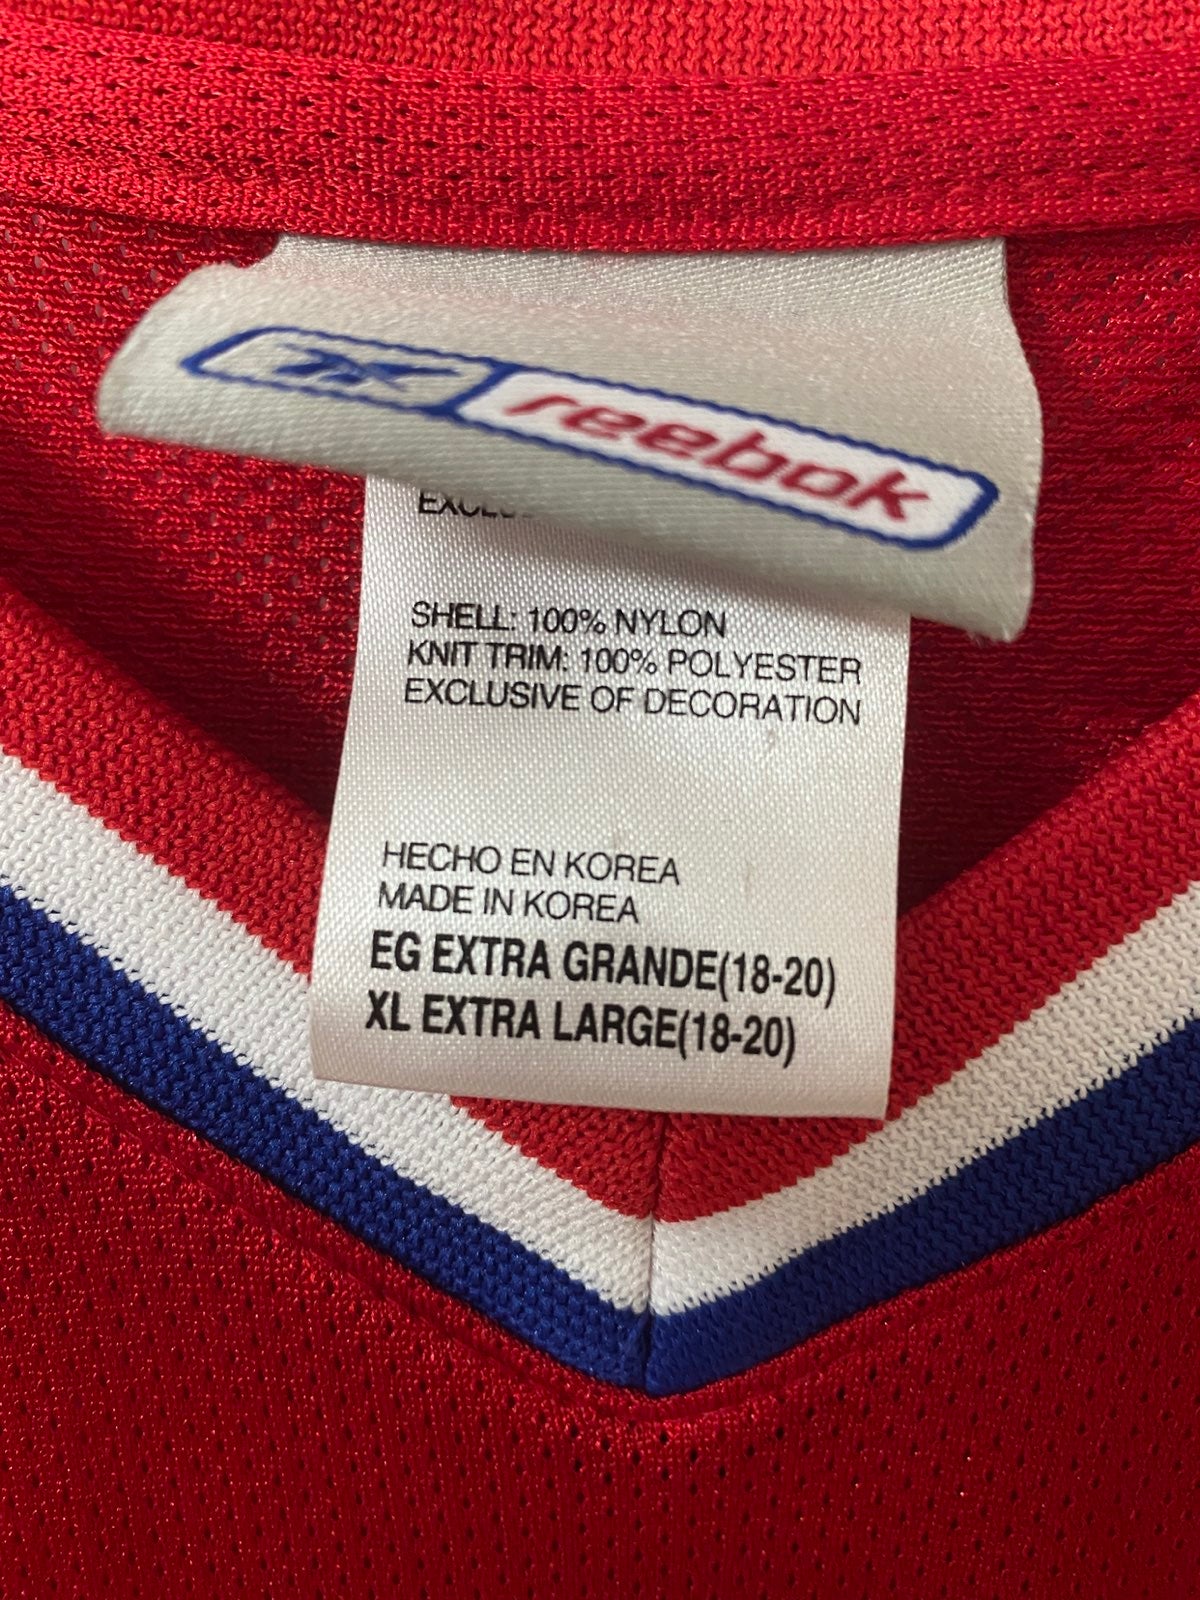 reebok
SHELL: 100% NYLON
KNIT TRIM: 100% POLYESTER
EXCLUSIVE OF DECORATION
HECHO EN KOREA
MADE IN KOREA
EG EXTRA GRANDE(18-20)
XL EXTRA LARGE(18-20)